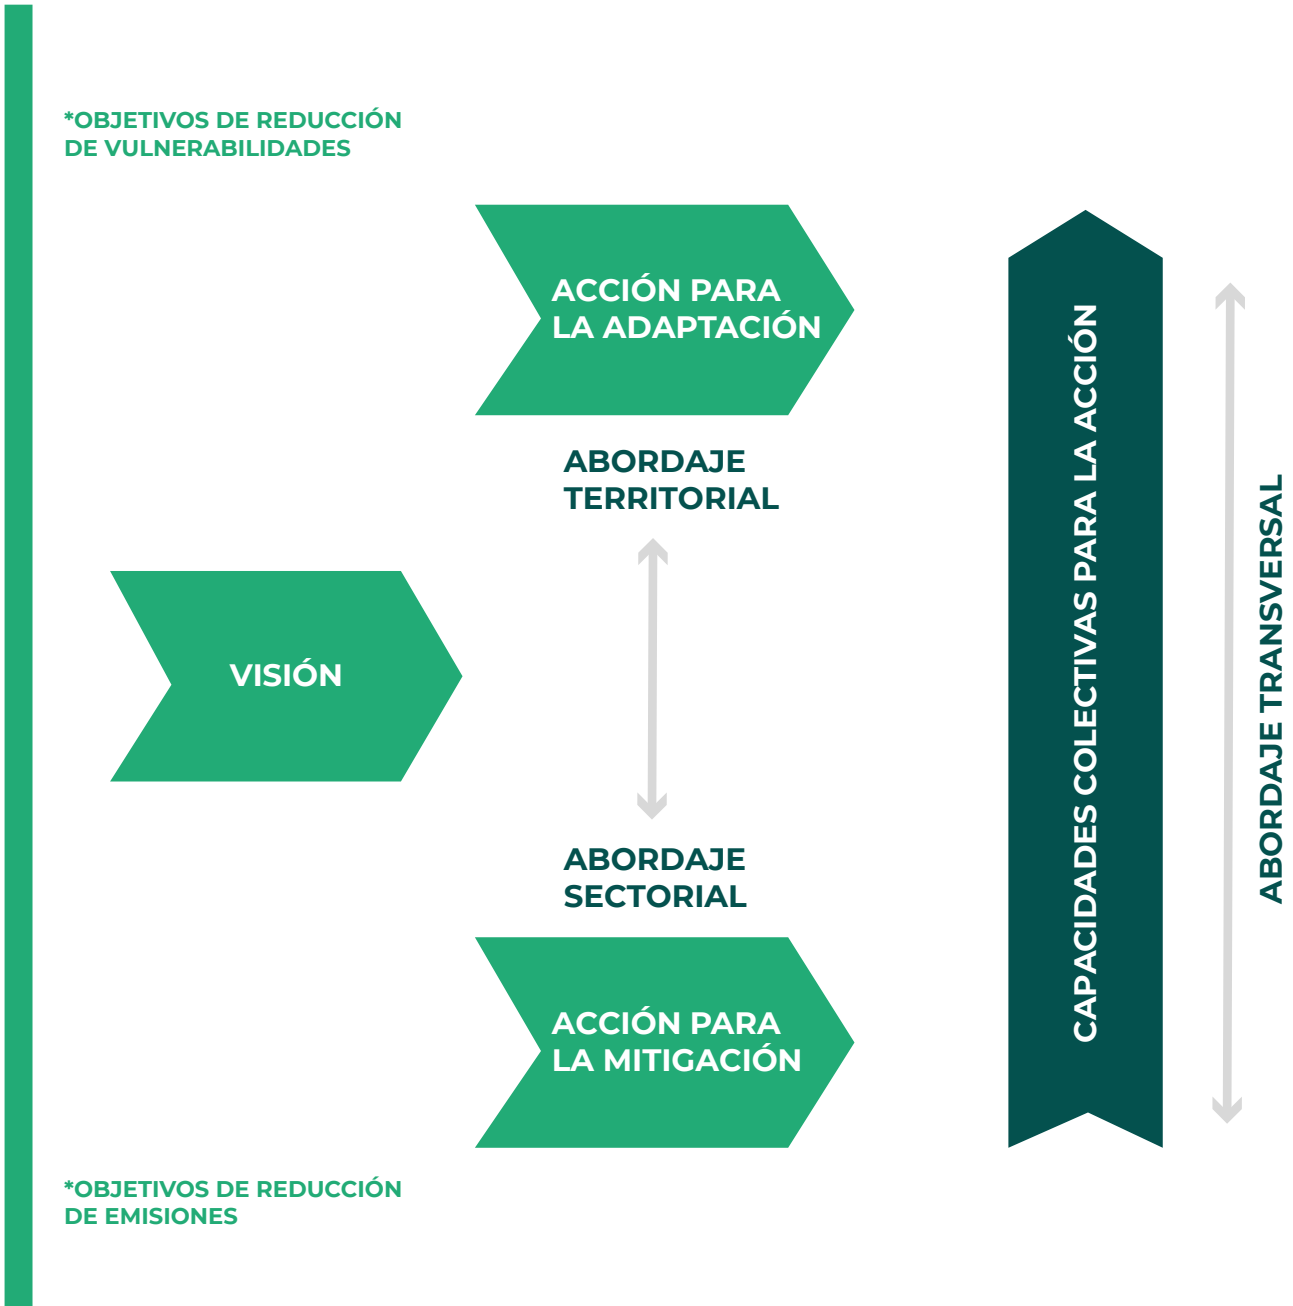 *OBJETIVOS DE REDUCCIÓN
DE VULNERABILIDADES
ACCIÓN PARA
LA ADAPTACIÓN
ABORDAJE
TERRITORIAL
VISIÓN
ABORDAJE
SECTORIAL
ACCIÓN PARA
LA MITIGACIÓN
CAPACIDADES COLECTIVAS PARA LA ACCIÓN
ABORDAJE TRANSVERSAL
*OBJETIVOS DE REDUCCIÓN
DE EMISIONES